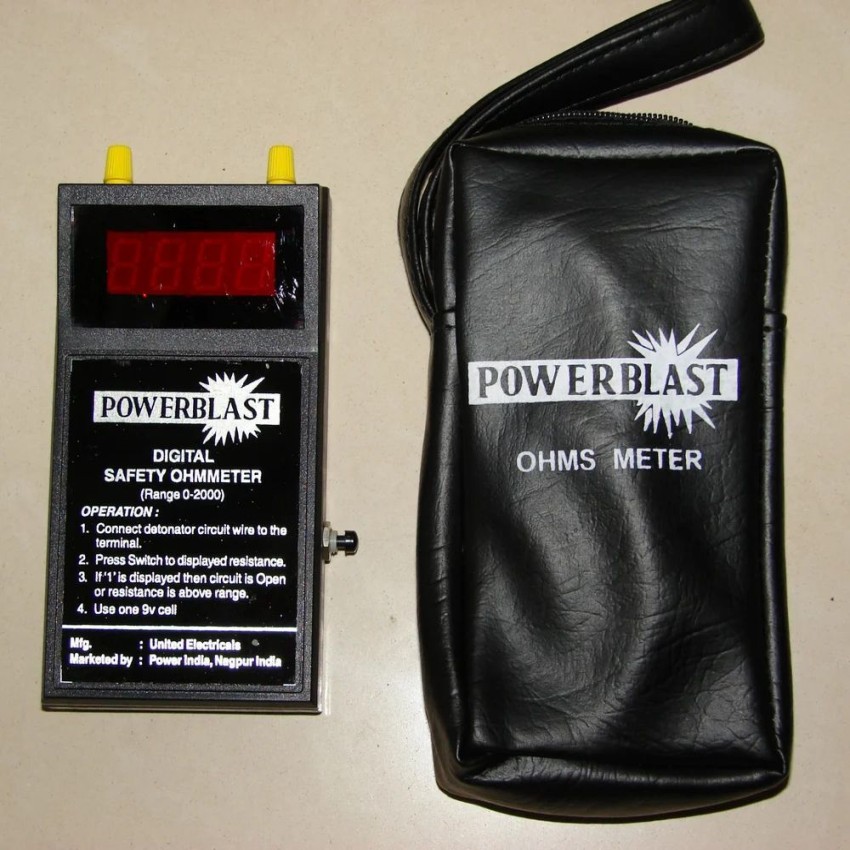 POWERBLAST
DIGITAL
SAFETY OHMMETER
(Range 0-2000)
OPERATION :
1. Connect detonator circuit wire to the
terminal.
2. Press Switch to displayed resistance.
3. If '1' is displayed then circuit is Open
or resistance is above range.
4. Use one 9v cell
Mfg. : United Electricals
Marketed by : Power India, Nagpur India
POWERBLAST
OHMS METER